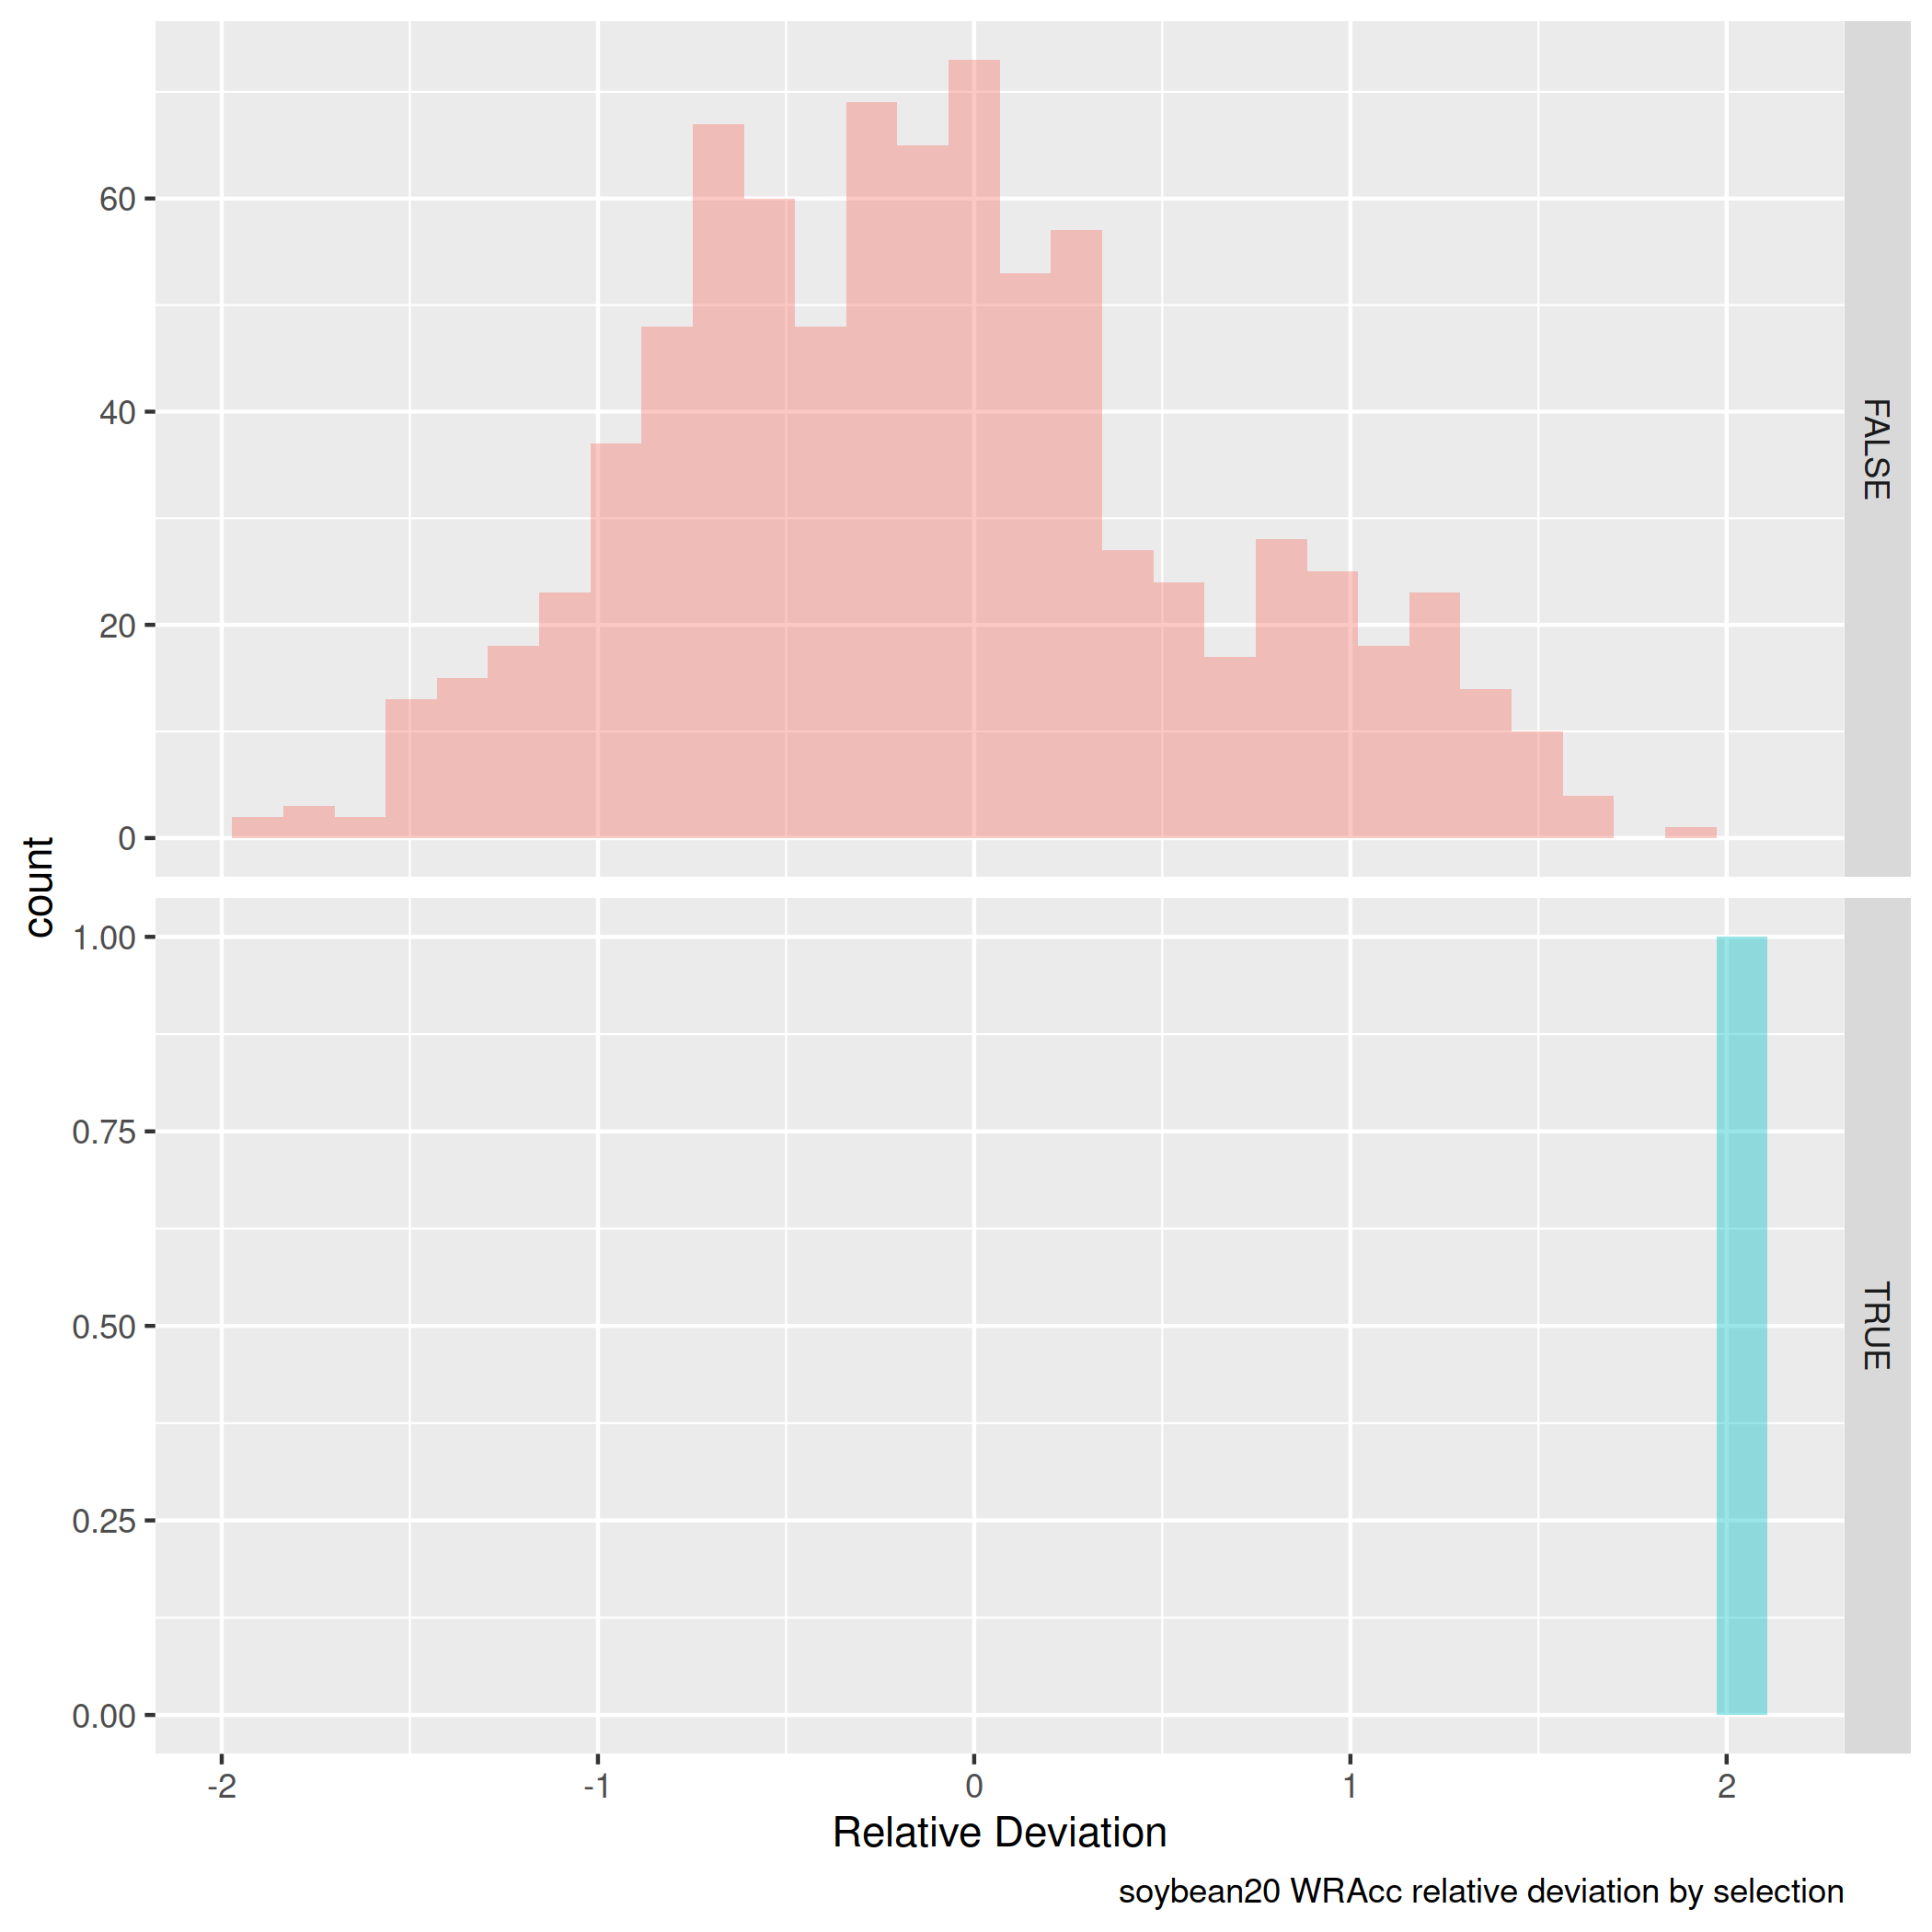 60
40
20
0
FALSE
count
1.00
0.75
0.50
0.25
0.00
TRUE
-2 -1 0 1 2
Relative Deviation
soybean20 WRAcc relative deviation by selection